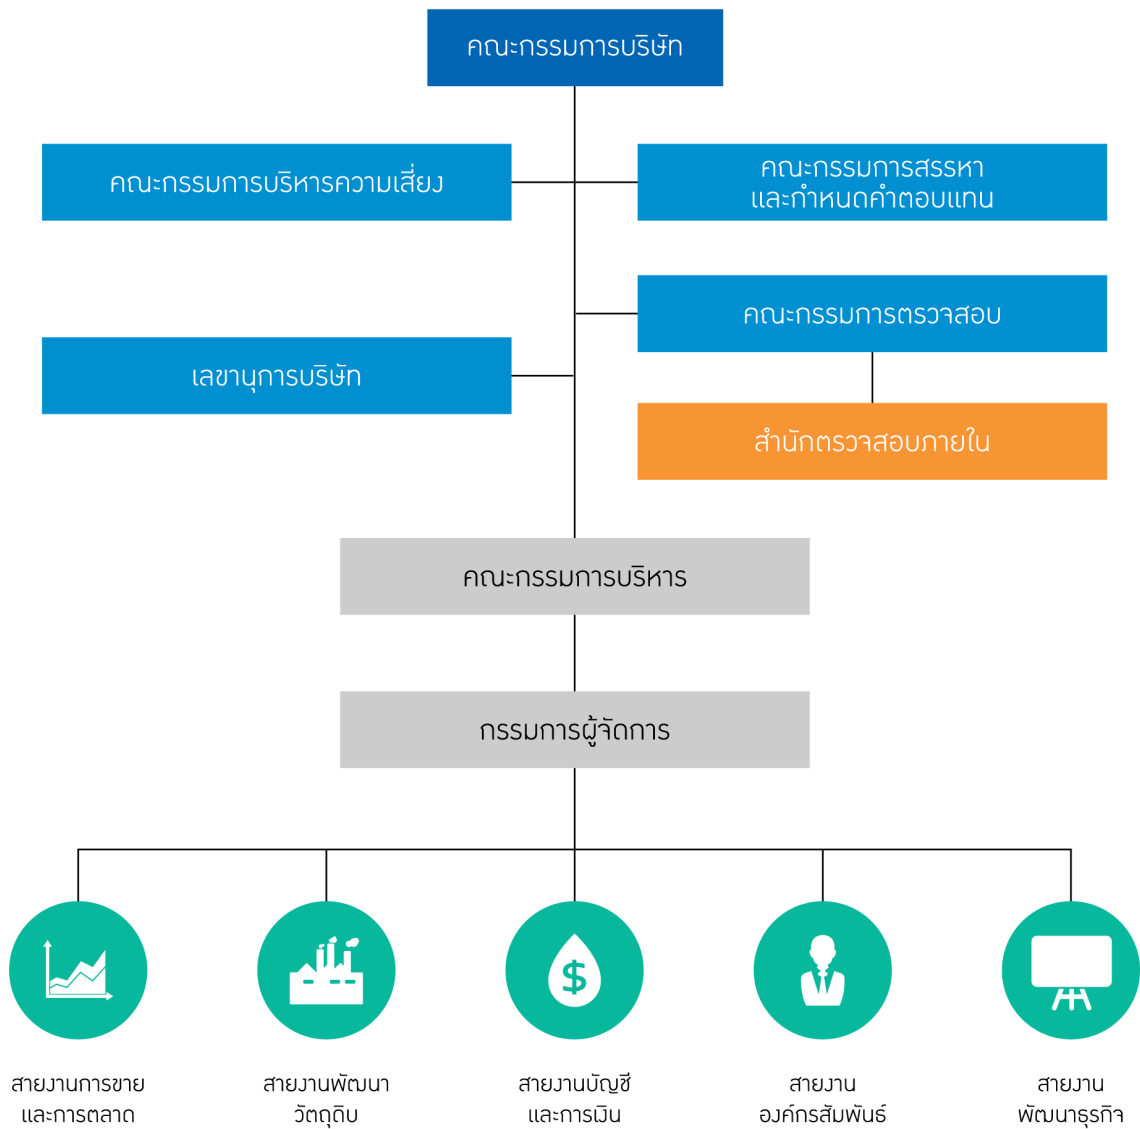 คณะกรรมการบริษัท
คณะกรรมการบริหารความเสี่ยง
คณะกรรมการสรรหา
และกำหนดค่าตอบแทน
คณะกรรมการตรวจสอบ
เลขานุการบริษัท
สำนักตรวจสอบภายใน
คณะกรรมการบริหาร
กรรมการผู้จัดการ
$
สายงานการขาย
และการตลาด
สายงานพัฒนา
วัตถุดิบ
สายงานบัญชี
และการเงิน
สายงาน
องค์กรสัมพันธ์
สายงาน
พัฒนาธุรกิจ